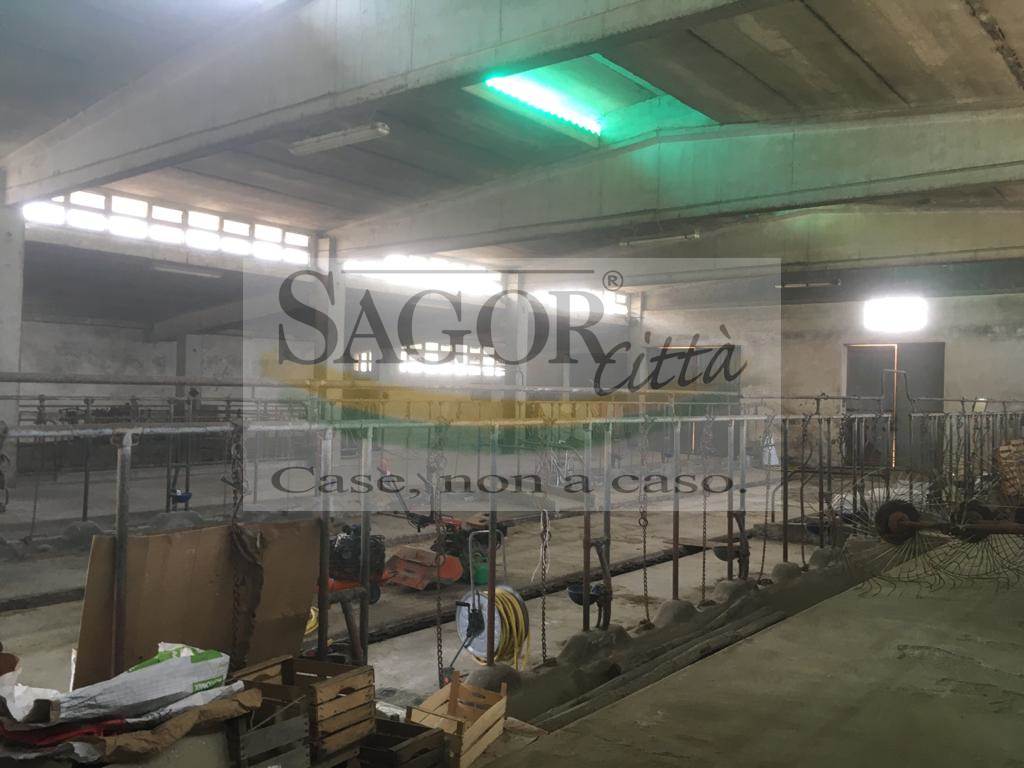 SAGOR®
Città
Case, non a caso.